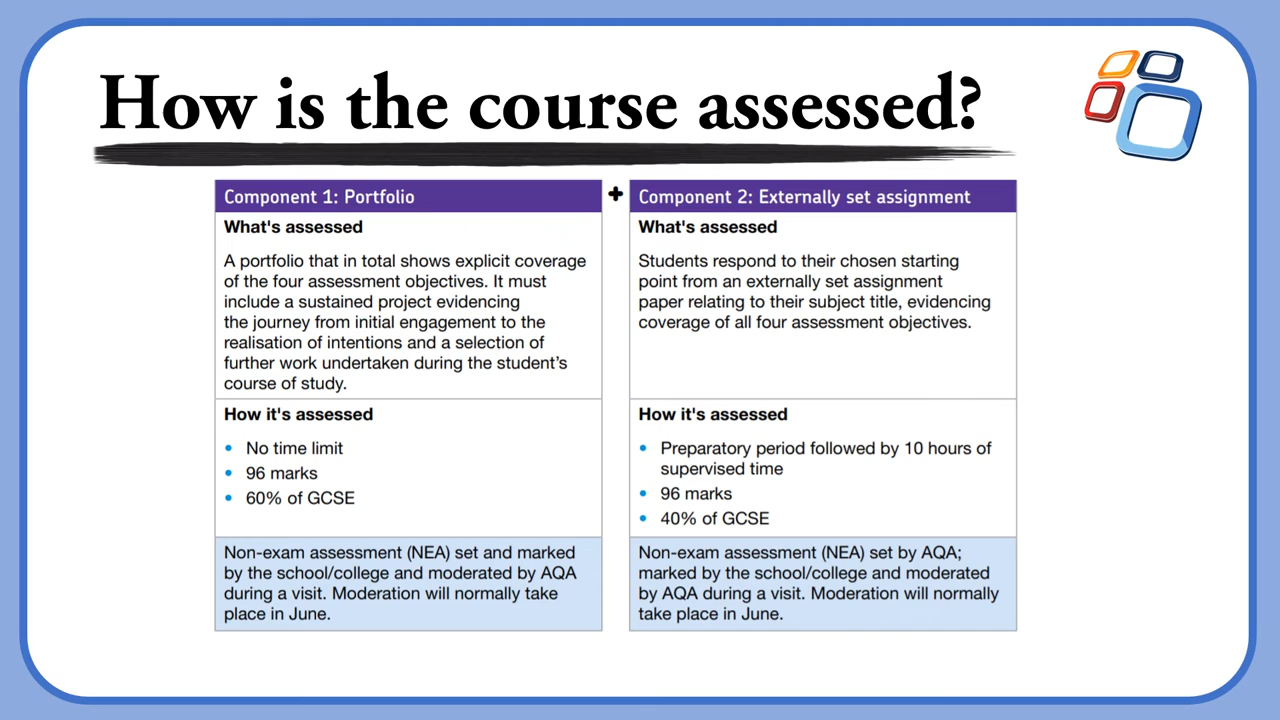 How is the course assessed?
Component 1: Portfolio
What's assessed
A portfolio that in total shows explicit coverage
of the four assessment objectives. It must
include a sustained project evidencing
the journey from initial engagement to the
realisation of intentions and a selection of
further work undertaken during the student’s
course of study.
How it's assessed
• No time limit
• 96 marks
• 60% of GCSE
Non-exam assessment (NEA) set and marked
by the school/college and moderated by AQA
during a visit. Moderation will normally take
place in June.
+
Component 2: Externally set assignment
What's assessed
Students respond to their chosen starting
point from an externally set assignment
paper relating to their subject title, evidencing
coverage of all four assessment objectives.
How it's assessed
• Preparatory period followed by 10 hours of
supervised time
• 96 marks
• 40% of GCSE
Non-exam assessment (NEA) set by AQA;
marked by the school/college and moderated
by AQA during a visit. Moderation will normally
take place in June.